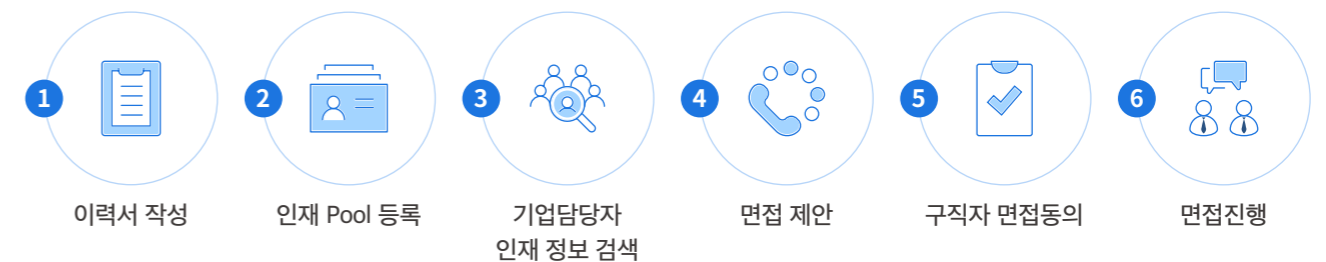 1
이력서 작성
2
인재 Pool 등록
3
기업담당자
인재 정보 검색
4
면접 제안
5
구직자 면접동의
6
면접진행